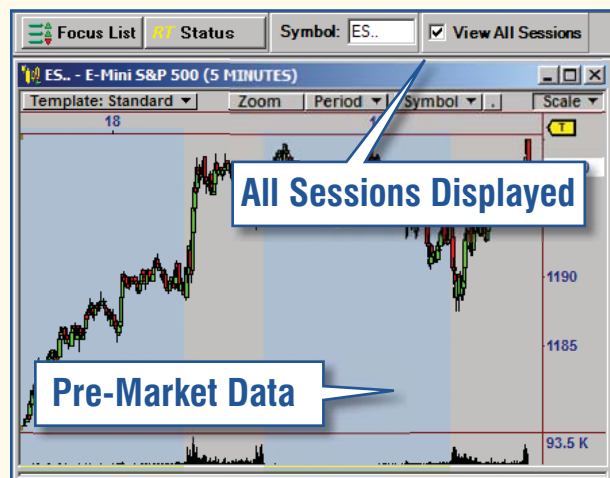 Focus List RT Status Symbol: ES.. View All Sessions
ES.. - E-Mini S&P 500 (5 MINUTES)
Template: Standard Zoom Period Symbol . Scale
18
T
All Sessions Displayed
1190
1185
Pre-Market Data
93.5 K